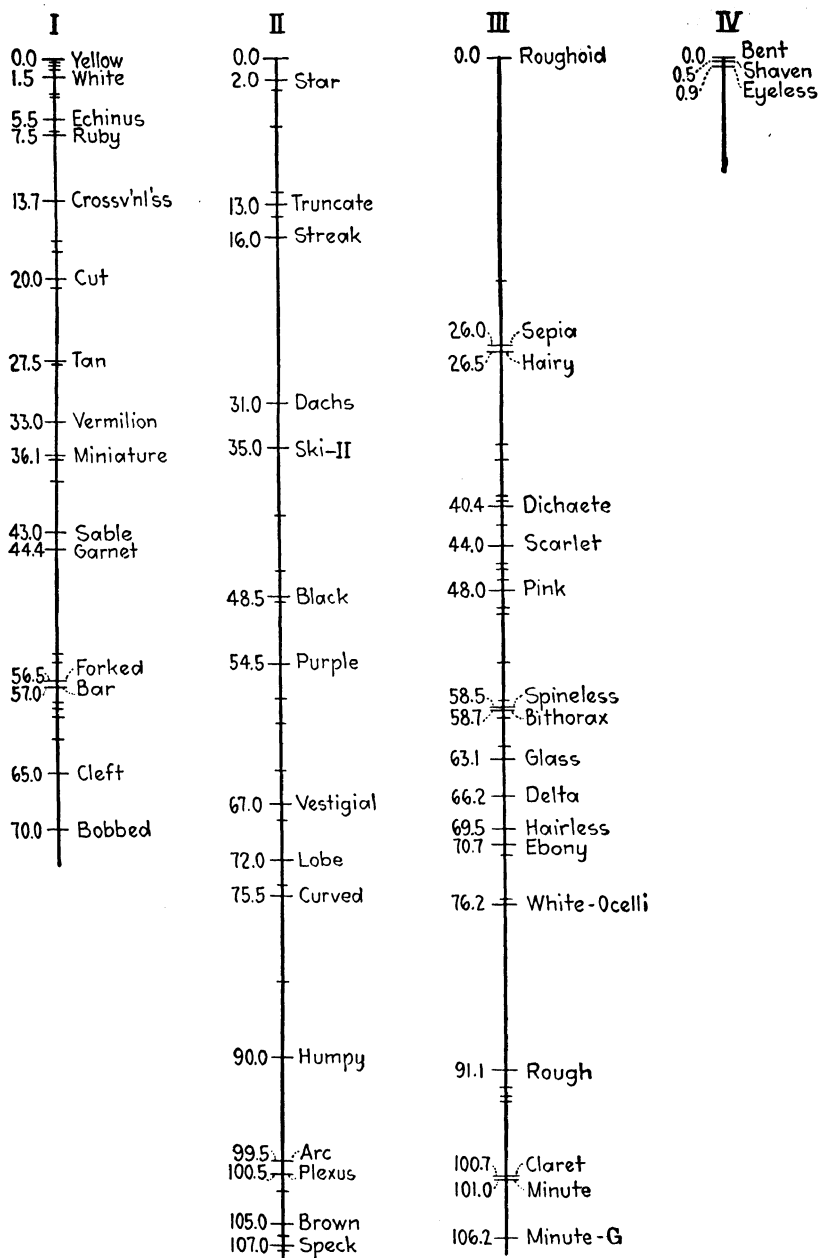 I
0.0 Yellow
1.5 White
5.5 Echinus
7.5 Ruby
13.7 Crossv'nl'ss
20.0 Cut
27.5 Tan
33.0 Vermilion
36.1 Miniature
43.0 Sable
44.4 Garnet
56.5 Forked
57.0 Bar
65.0 Cleft
70.0 Bobbed
II
0.0
2.0 Star
13.0 Truncate
16.0 Streak
31.0 Dachs
35.0 Ski-II
48.5 Black
54.5 Purple
67.0 Vestigial
72.0 Lobe
75.5 Curved
90.0 Humpy
99.5 Arc
100.5 Plexus
105.0 Brown
107.0 Speck
III
0.0 Roughoid
26.0 Sepia
26.5 Hairy
40.4 Dichaete
44.0 Scarlet
48.0 Pink
58.5 Spineless
58.7 Bithorax
63.1 Glass
66.2 Delta
69.5 Hairless
70.7 Ebony
76.2 White-Ocelli
91.1 Rough
100.7 Claret
101.0 Minute
106.2 Minute-G
IV
0.0 Bent
0.5 Shaven
0.9 Eyeless